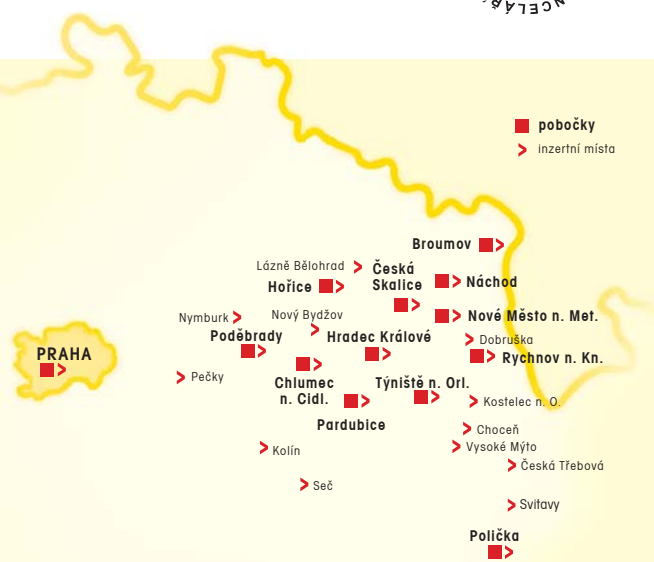 NCELÁŘ
pobočky
inzertní místa
Broumov
Lázně Bělohrad
Česká
Skalice
Hořice
Náchod
Nymburk
Nový Bydžov
Nové Město n. Met.
Poděbrady
Hradec Králové
Dobruška
PRAHA
Rychnov n. Kn.
Pečky
Chlumec
n. Cidl.
Týniště n. Orl.
Kostelec n. O.
Pardubice
Choceň
Kolín
Vysoké Mýto
Česká Třebová
Seč
Svitavy
Polička